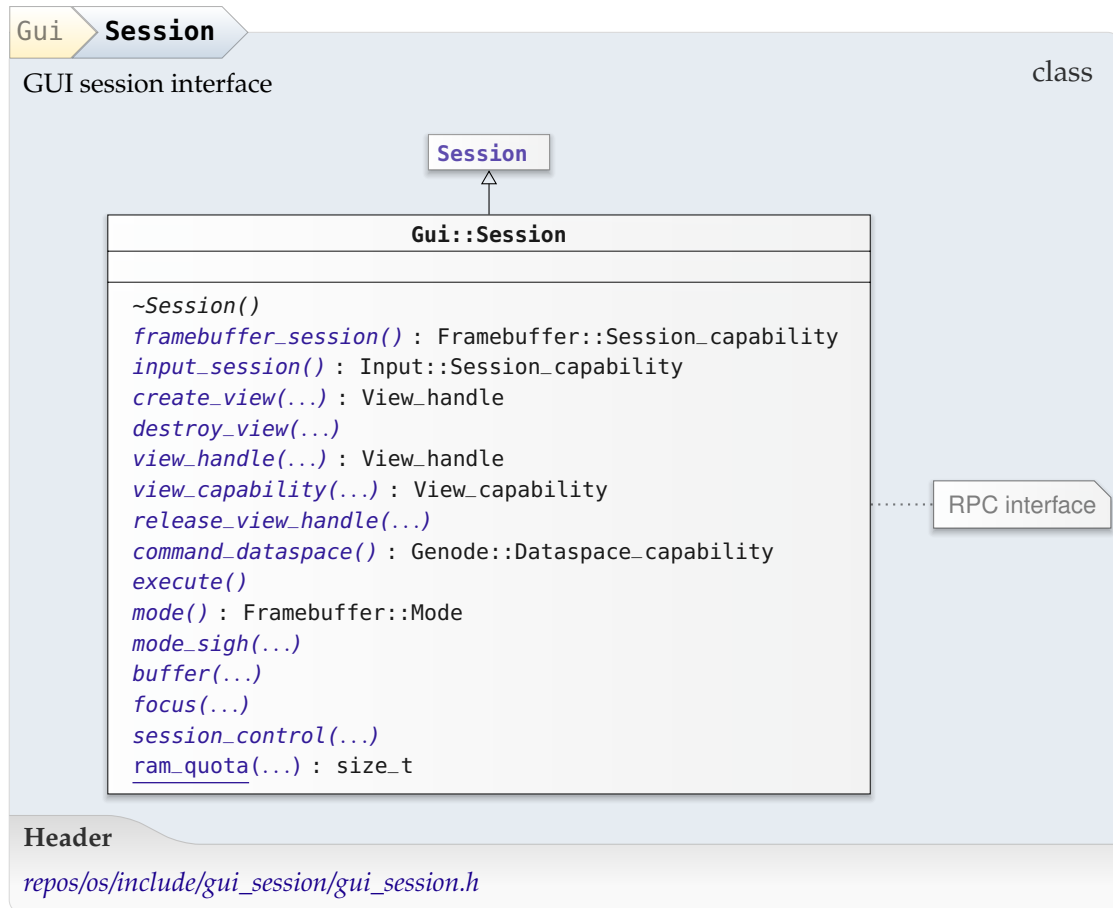 Gui Session
class
GUI session interface
Session
Gui::Session
~Session()
framebuffer_session() : Framebuffer::Session_capability
input_session() : Input::Session_capability
create_view(...) : View_handle
destroy_view(...)
view_handle(...) : View_handle
view_capability(...) : View_capability
release_view_handle(...)
command_dataspace() : Genode::Dataspace_capability
execute()
mode() : Framebuffer::Mode
mode_sigh(...)
buffer(...)
focus(...)
session_control(...)
ram_quota(...) : size_t
RPC interface
Header
repos/os/include/gui_session/gui_session.h